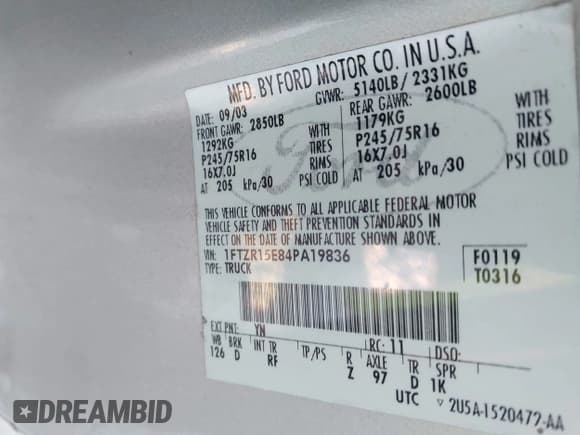 MFD. BY FORD MOTOR CO. IN U.S.A.
DATE: 09/03 GVWR: 5140LB / 2331KG
FRONT GAWR: 2850LB REAR GAWR: 2600LB
1292KG WITH 1179KG WITH
P245/75R16 TIRES P245/75R16 TIRES
16X7.0J RIMS 16X7.0J RIMS
AT 205 kPa/30 PSI COLD AT 205 kPa/30 PSI COLD
Ford
THIS VEHICLE CONFORMS TO ALL APPLICABLE FEDERAL MOTOR
VEHICLE SAFETY AND THEFT PREVENTION STANDARDS IN
EFFECT ON THE DATE OF MANUFACTURE SHOWN ABOVE.
VIN: 1FTZR15E84PA19836 F0119
TYPE: TRUCK T0316
EXT PNT: YN RC: 11 DSO:
WB BRK INT TR TP/PS R AXLE TR SPR
126 D RF Z 97 D 1K
UTC ▽ 2U5A-1520472-AA
DREAMBID
DREAMBID